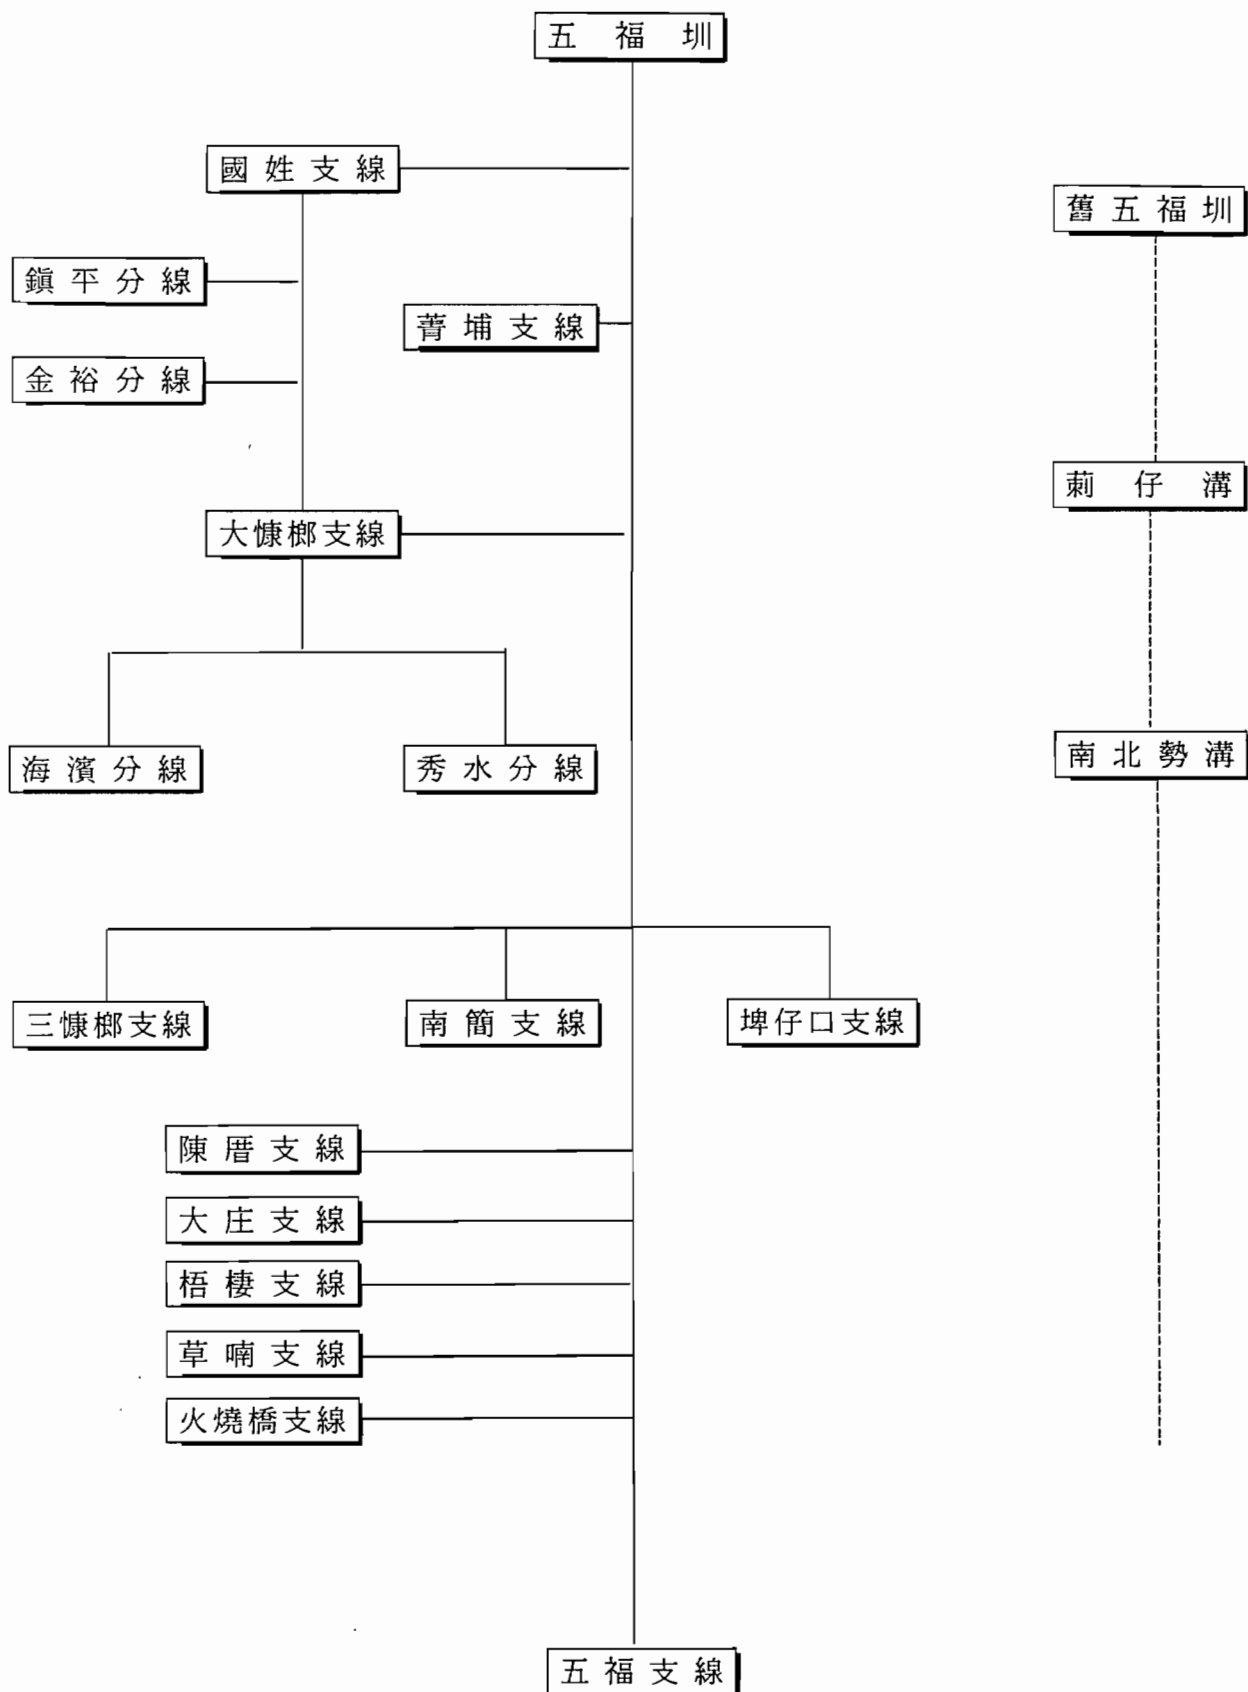 五福圳
國姓支線
舊五福圳
鎭平分線
菁埔支線
金裕分線
莿仔溝
大慷榔支線
南北勢溝
海濱分線
秀水分線
三慷榔支線
南簡支線
埤仔口支線
陳厝支線
大庄支線
梧棲支線
草喃支線
火燒橋支線
五福支線